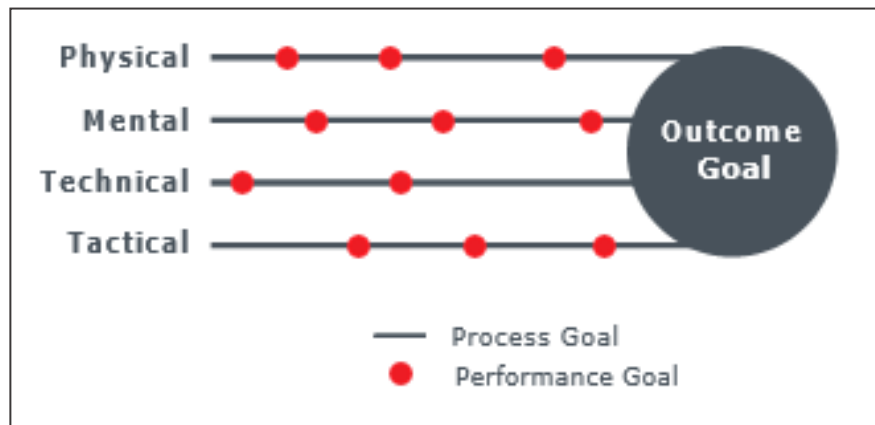 Physical
Mental
Technical
Tactical
Outcome
Goal
Process Goal
Performance Goal